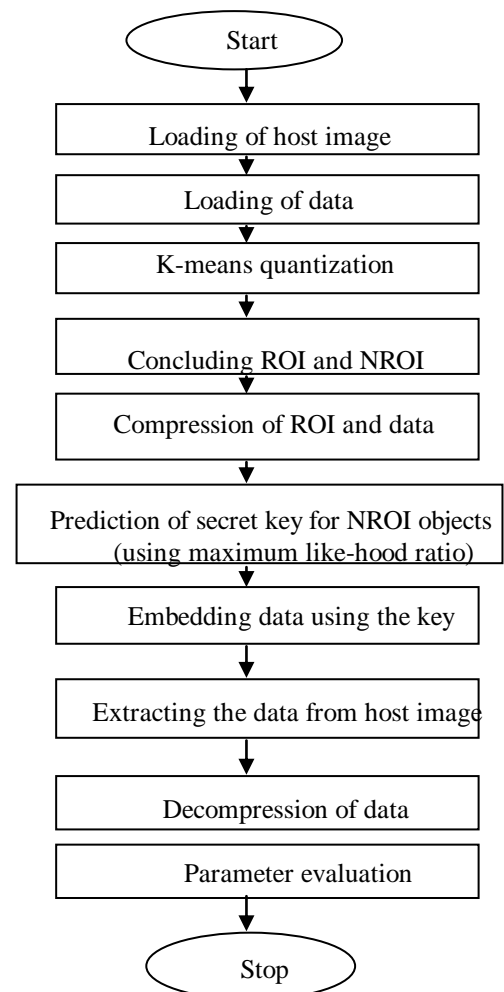 Start
Loading of host image
Loading of data
K-means quantization
Concluding ROI and NROI
Compression of ROI and data
Prediction of secret key for NROI objects
(using maximum like-hood ratio)
Embedding data using the key
Extracting the data from host image
Decompression of data
Parameter evaluation
Stop